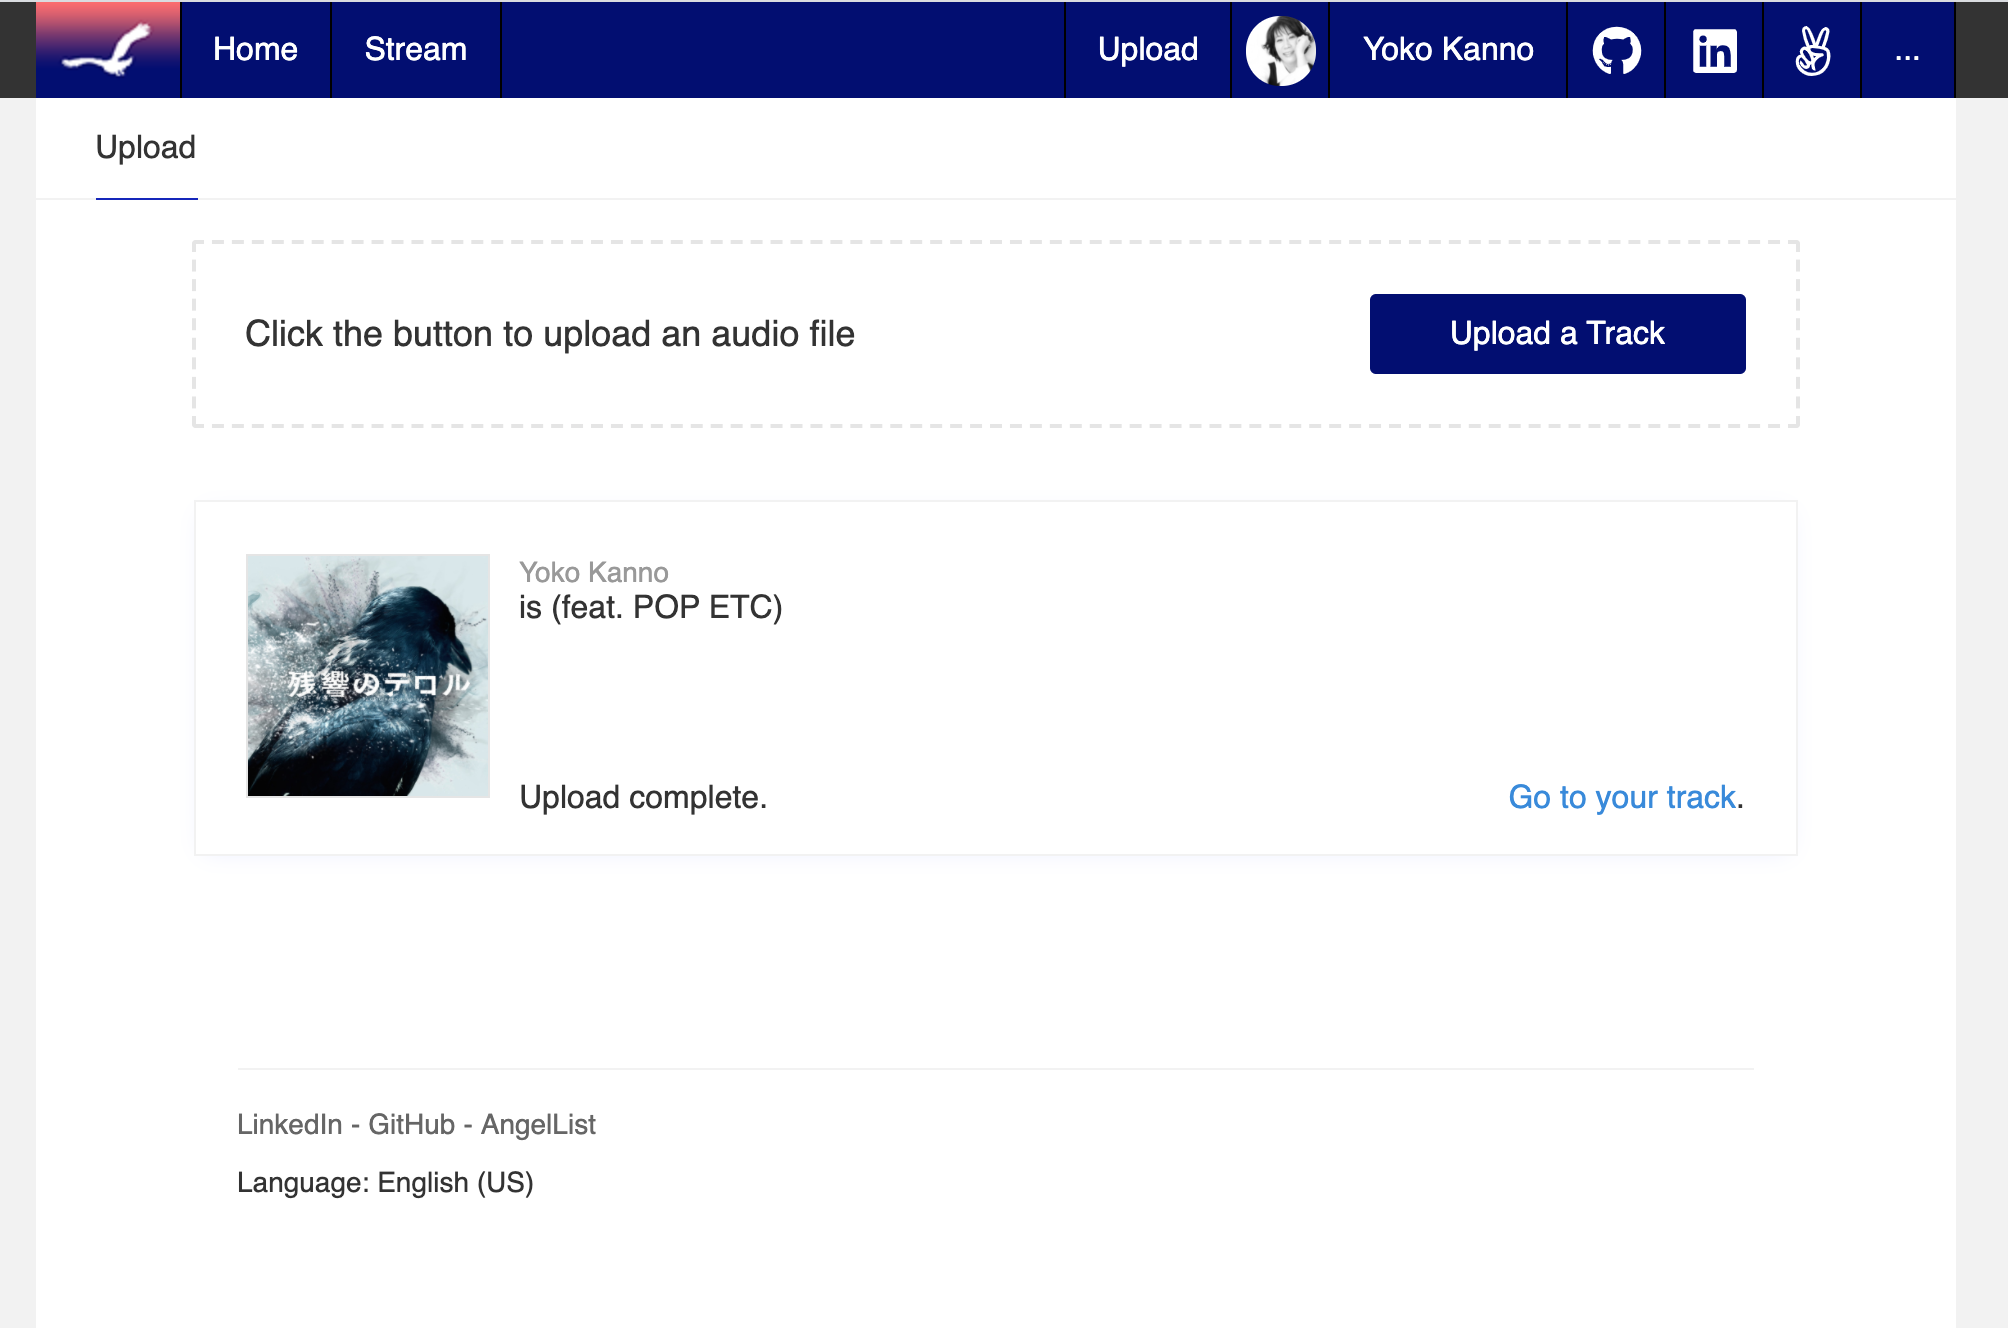 Home
Stream
Upload
Yoko Kanno
in
...
Upload
Click the button to upload an audio file
Upload a Track
Yoko Kanno
is (feat. POP ETC)
残響のテロル
Upload complete.
Go to your track.
LinkedIn - GitHub - AngelList
Language: English (US)